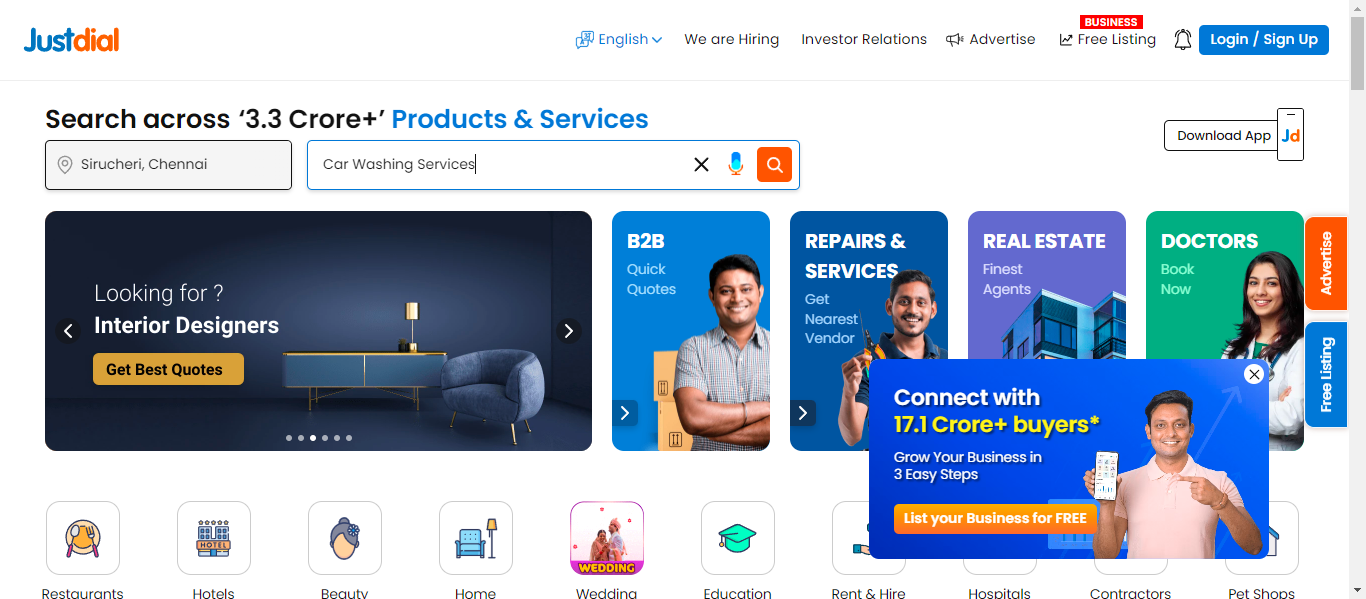 Justdial
English
We are Hiring
Investor Relations
Advertise
BUSINESS
Free Listing
Login / Sign Up
Search across ‘3.3 Crore+’ Products & Services
Sirucheri, Chennai
Car Washing Services
Download App
Jd
Looking for ?
Interior Designers
Get Best Quotes
B2B
Quick
Quotes
REPAIRS &
SERVICES
Get
Nearest
Vendor
REAL ESTATE
Finest
Agents
DOCTORS
Book
Now
Advertise
Free Listing
Connect with
17.1 Crore+ buyers*
Grow Your Business in
3 Easy Steps
List your Business for FREE
HOTEL
WEDDING
Restaurants
Hotels
Beauty
Home
Wedding
Education
Rent & Hire
Hospitals
Contractors
Pet Shops